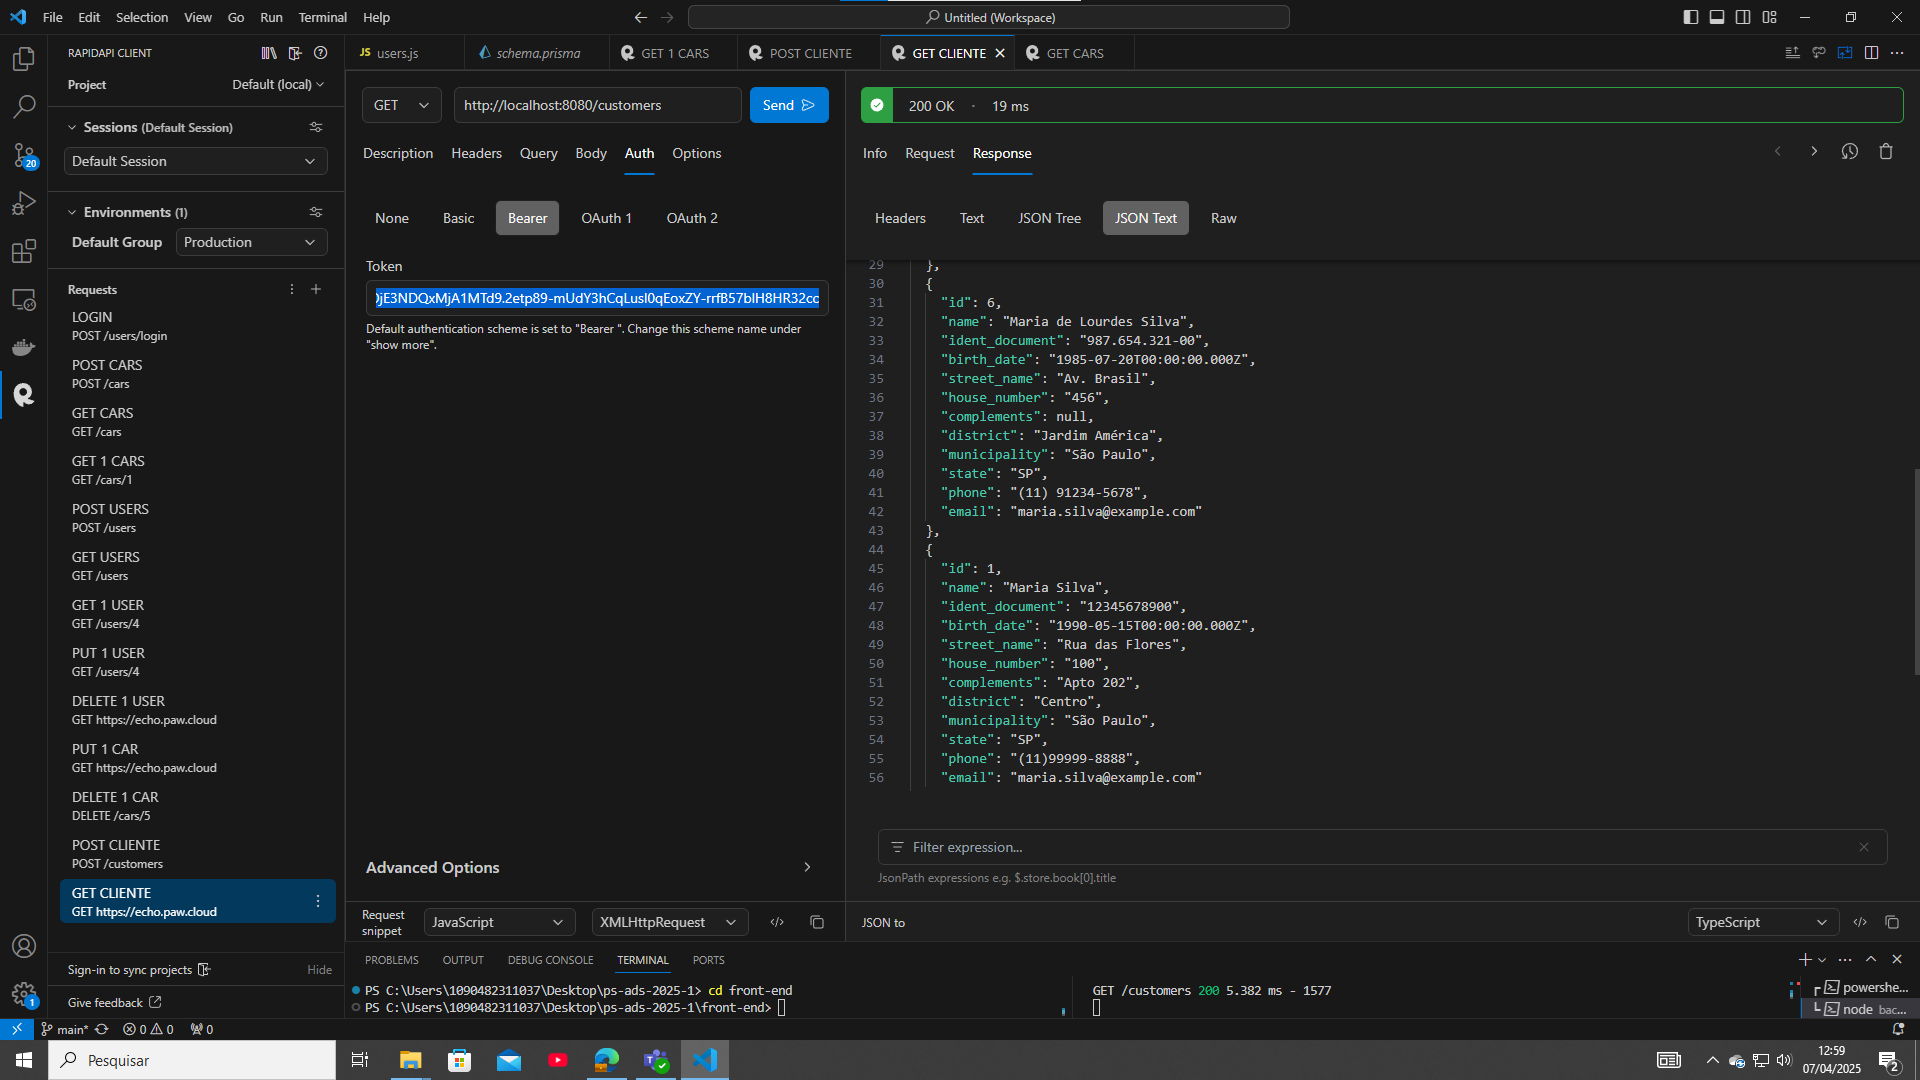 File Edit Selection View Go Run Terminal Help
Untitled (Workspace)
RAPIDAPI CLIENT
Project Default (local)
Sessions (Default Session)
Default Session
Environments (1)
Default Group Production
Requests
LOGIN
POST /users/login
POST CARS
POST /cars
GET CARS
GET /cars
GET 1 CARS
GET /cars/1
POST USERS
POST /users
GET USERS
GET /users
GET 1 USER
GET /users/4
PUT 1 USER
GET /users/4
DELETE 1 USER
GET https://echo.paw.cloud
PUT 1 CAR
GET https://echo.paw.cloud
DELETE 1 CAR
DELETE /cars/5
POST CLIENTE
POST /customers
GET CLIENTE
GET https://echo.paw.cloud
Sign-in to sync projects Hide
Give feedback
20
1
JS users.js schema.prisma GET 1 CARS POST CLIENTE GET CLIENTE GET CARS
GET http://localhost:8080/customers Send
Description Headers Query Body Auth Options
None Basic Bearer OAuth 1 OAuth 2
Token
Default authentication scheme is set to "Bearer ". Change this scheme name under
"show more".
Advanced Options
Request
snippet
JavaScript XMLHttpRequest
200 OK · 19 ms
Info Request Response
Headers Text JSON Tree JSON Text Raw
29 },
30 {
31 "id": 6,
32 "name": "Maria de Lourdes Silva",
33 "ident_document": "987.654.321-00",
34 "birth_date": "1985-07-20T00:00:00.000Z",
35 "street_name": "Av. Brasil",
36 "house_number": "456",
37 "complements": null,
38 "district": "Jardim América",
39 "municipality": "São Paulo",
40 "state": "SP",
41 "phone": "(11) 91234-5678",
42 "email": "maria.silva@example.com"
43 },
44 {
45 "id": 1,
46 "name": "Maria Silva",
47 "ident_document": "12345678900",
48 "birth_date": "1990-05-15T00:00:00.000Z",
49 "street_name": "Rua das Flores",
50 "house_number": "100",
51 "complements": "Apto 202",
52 "district": "Centro",
53 "municipality": "São Paulo",
54 "state": "SP",
55 "phone": "(11)99999-8888",
56 "email": "maria.silva@example.com"
Filter expression...
JsonPath expressions e.g. $.store.book[0].title
JSON to TypeScript
PROBLEMS OUTPUT DEBUG CONSOLE TERMINAL PORTS
PS C:\Users\1090482311037\Desktop\ps-ads-2025-1> cd front-end
PS C:\Users\1090482311037\Desktop\ps-ads-2025-1\front-end>
GET /customers 200 5.382 ms - 1577
powershe...
node bac...
main* 0 0 0
Pesquisar
12:59
07/04/2025
2